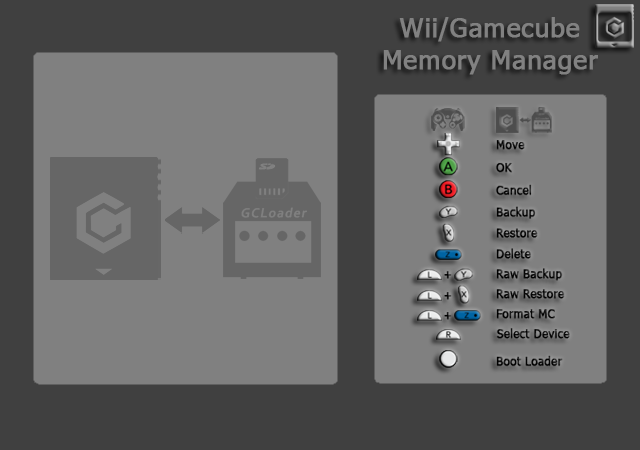 Wii/Gamecube
Memory Manager
SD
GCLoader
Move
A OK
B Cancel
Y Backup
X Restore
Z Delete
L + Y Raw Backup
L + X Raw Restore
L + Z Format MC
R Select Device
Boot Loader